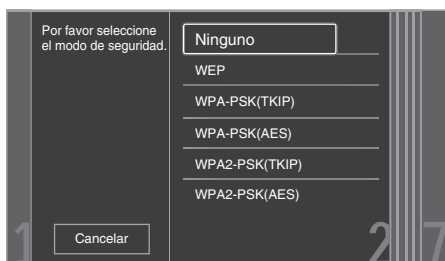 Por favor seleccione
el modo de seguridad.
Ninguno
WEP
WPA-PSK(TKIP)
WPA-PSK(AES)
WPA2-PSK(TKIP)
WPA2-PSK(AES)
Cancelar
1
2
7